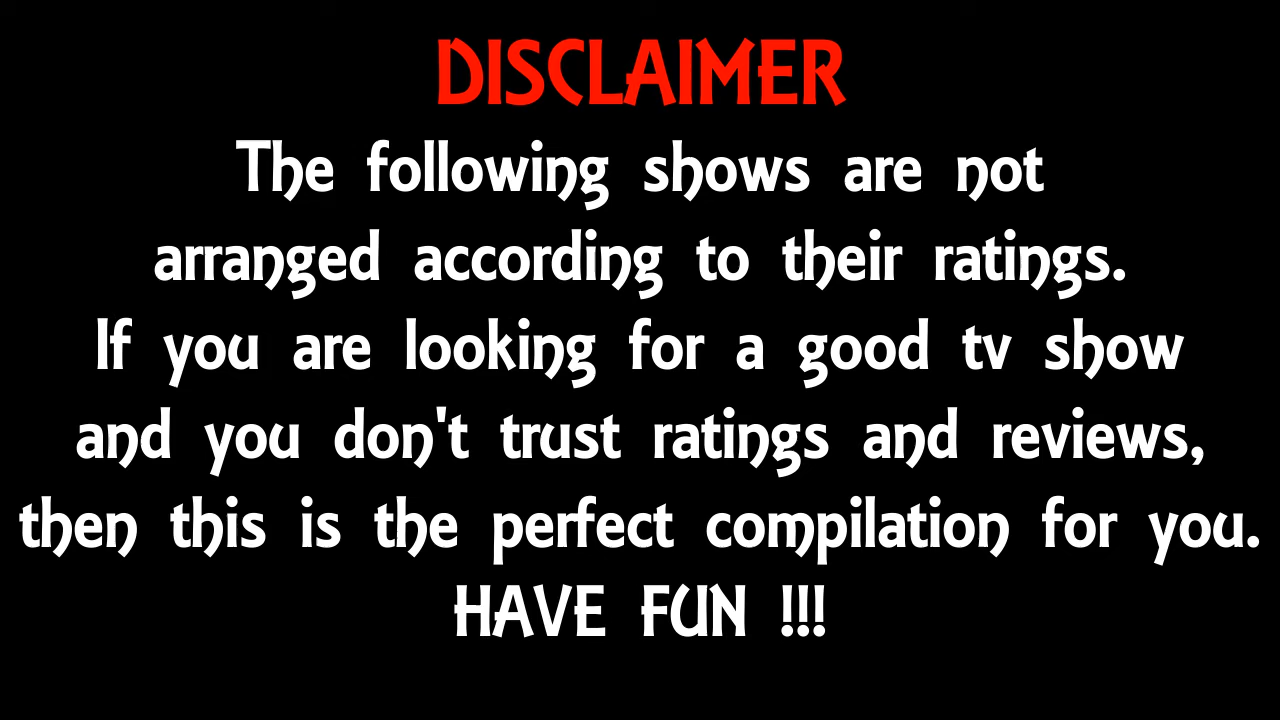 DISCLAIMER
The following shows are not
arranged according to their ratings.
If you are looking for a good tv show
and you don't trust ratings and reviews,
then this is the perfect compilation for you.
HAVE FUN !!!